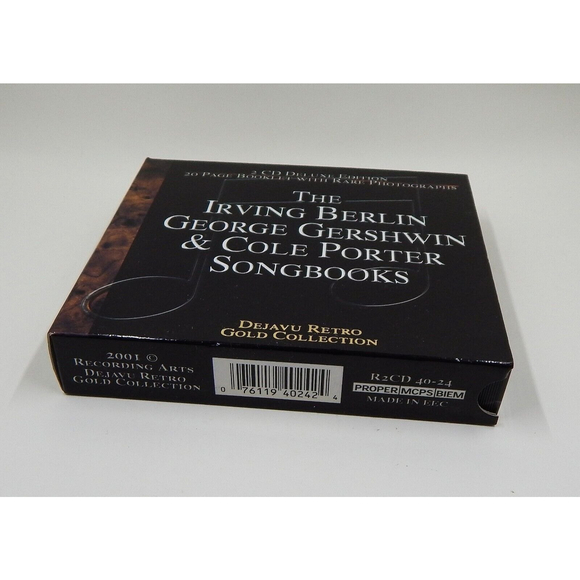 2 CD Deluxe Edition
20 Page Booklet with Rare Photographs
The
Irving Berlin
George Gershwin
& Cole Porter
Songbooks
Dejavu Retro
Gold Collection
2001 ©
Recording Arts
Dejavu Retro
Gold Collection
0 76119 40242 4
R2CD 40-24
PROPER MCPS BIEM
Made in EEC